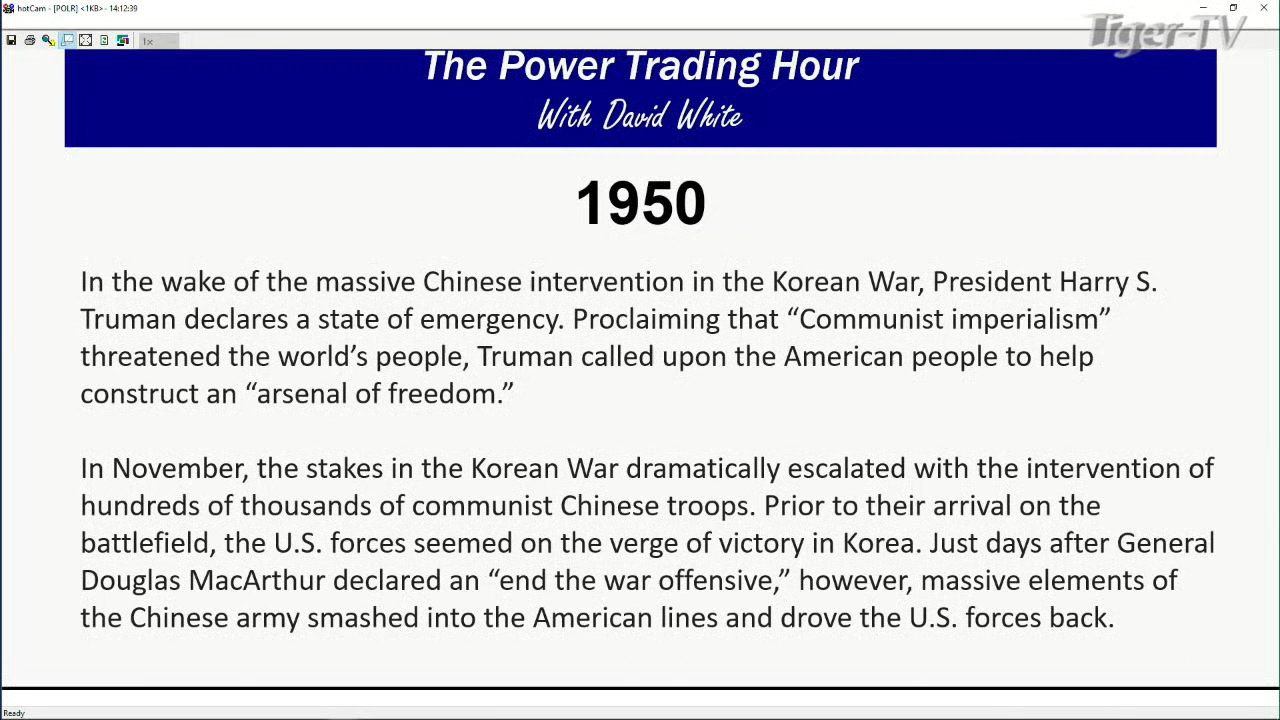 hotCam - [POLR] <1KB> - 14:12:39
Tiger-TV
1x
The Power Trading Hour
With David White
1950
In the wake of the massive Chinese intervention in the Korean War, President Harry S.
Truman declares a state of emergency. Proclaiming that “Communist imperialism”
threatened the world’s people, Truman called upon the American people to help
construct an “arsenal of freedom.”
In November, the stakes in the Korean War dramatically escalated with the intervention of
hundreds of thousands of communist Chinese troops. Prior to their arrival on the
battlefield, the U.S. forces seemed on the verge of victory in Korea. Just days after General
Douglas MacArthur declared an “end the war offensive,” however, massive elements of
the Chinese army smashed into the American lines and drove the U.S. forces back.
Ready